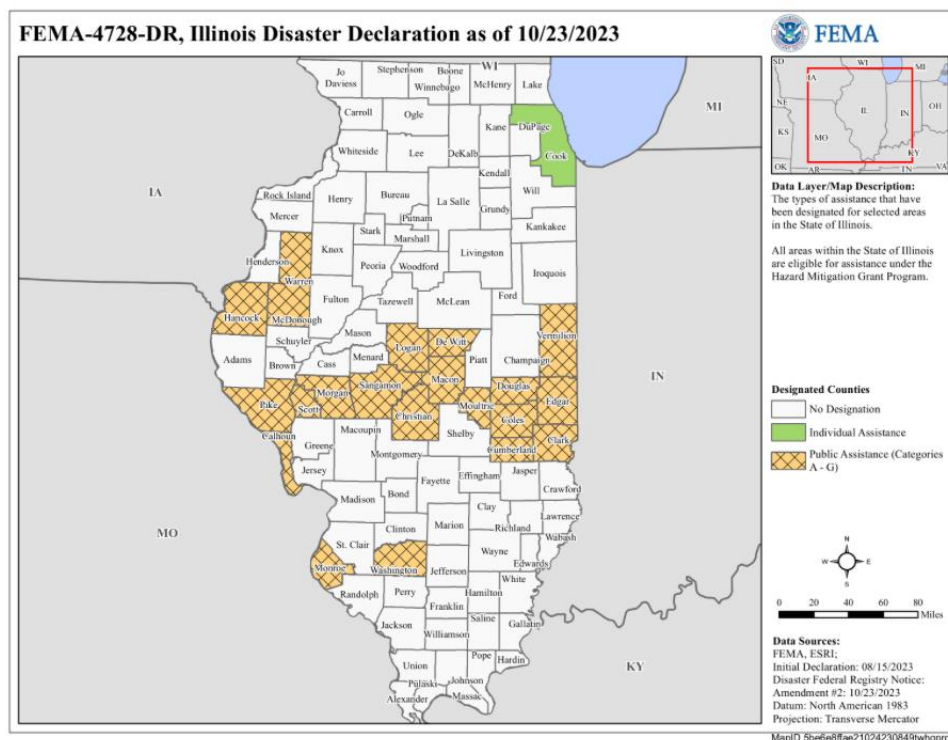 FEMA-4728-DR, Illinois Disaster Declaration as of 10/23/2023
FEMA
WI
MI
IA
IN
MO
KY
Jo
Daviess
Stephenson
Winnebago
Boone
McHenry
Lake
Carroll
Ogle
Kane
DuPage
Cook
Whiteside
Lee
DeKalb
Kendall
Will
Rock Island
Henry
Bureau
Putnam
La Salle
Grundy
Kankakee
Mercer
Stark
Marshall
Knox
Peoria
Woodford
Livingston
Iroquois
Henderson
Warren
Fulton
Tazewell
McLean
Ford
Hancock
McDonough
Mason
Logan
De Witt
Vermilion
Adams
Schuyler
Brown
Cass
Menard
Piatt
Champaign
Macon
Douglas
Edgar
Pike
Scott
Morgan
Sangamon
Christian
Moultrie
Coles
Calhoun
Greene
Macoupin
Montgomery
Shelby
Cumberland
Clark
Jersey
Fayette
Effingham
Jasper
Crawford
Madison
Bond
Clay
Lawrence
Richland
Clinton
Marion
Wabash
St. Clair
Wayne
Edwards
Monroe
Washington
Jefferson
White
Randolph
Perry
Hamilton
Franklin
Saline
Jackson
Williamson
Gallatin
Pope
Hardin
Union
Johnson
Pulaski
Alexander
Massac
SD
WI
MI
IA
NE
IL
IN
OH
KS
MO
KY
OK
AR
TN
VA
Data Layer/Map Description:
The types of assistance that have
been designated for selected areas
in the State of Illinois.
All areas within the State of Illinois
are eligible for assistance under the
Hazard Mitigation Grant Program.
Designated Counties
No Designation
Individual Assistance
Public Assistance (Categories
A - G)
N
W
E
S
0
20
40
60
80
Miles
Data Sources:
FEMA, ESRI;
Initial Declaration: 08/15/2023
Disaster Federal Registry Notice:
Amendment #2: 10/23/2023
Datum: North American 1983
Projection: Transverse Mercator